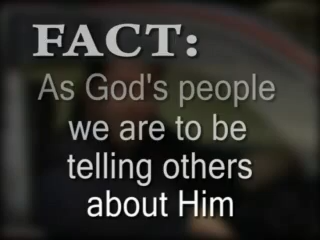 FACT:
As God's people
we are to be
telling others
about Him